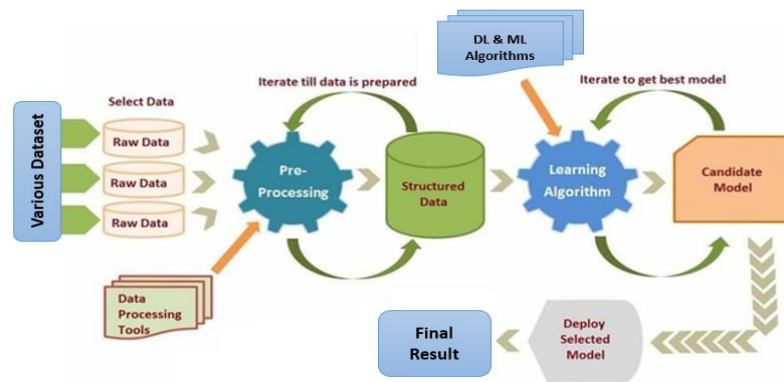 Various Dataset
Select Data
Raw Data
Raw Data
Raw Data
Data
Processing
Tools
Iterate till data is prepared
Pre-
Processing
Structured
Data
DL & ML
Algorithms
Iterate to get best model
Learning
Algorithm
Candidate
Model
Deploy
Selected
Model
Final
Result